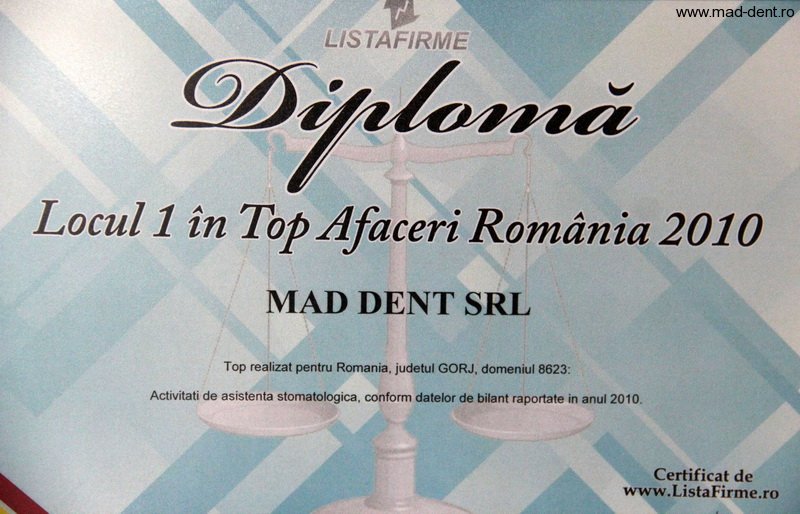 www.mad-dent.ro
LISTAFIRME
Diplomă
Locul 1 în Top Afaceri România 2010
MAD DENT SRL
Top realizat pentru Romania, judetul GORJ, domeniul 8623:
Activitati de asistenta stomatologica, conform datelor de bilant raportate in anul 2010.
Certificat de
www.ListaFirme.ro